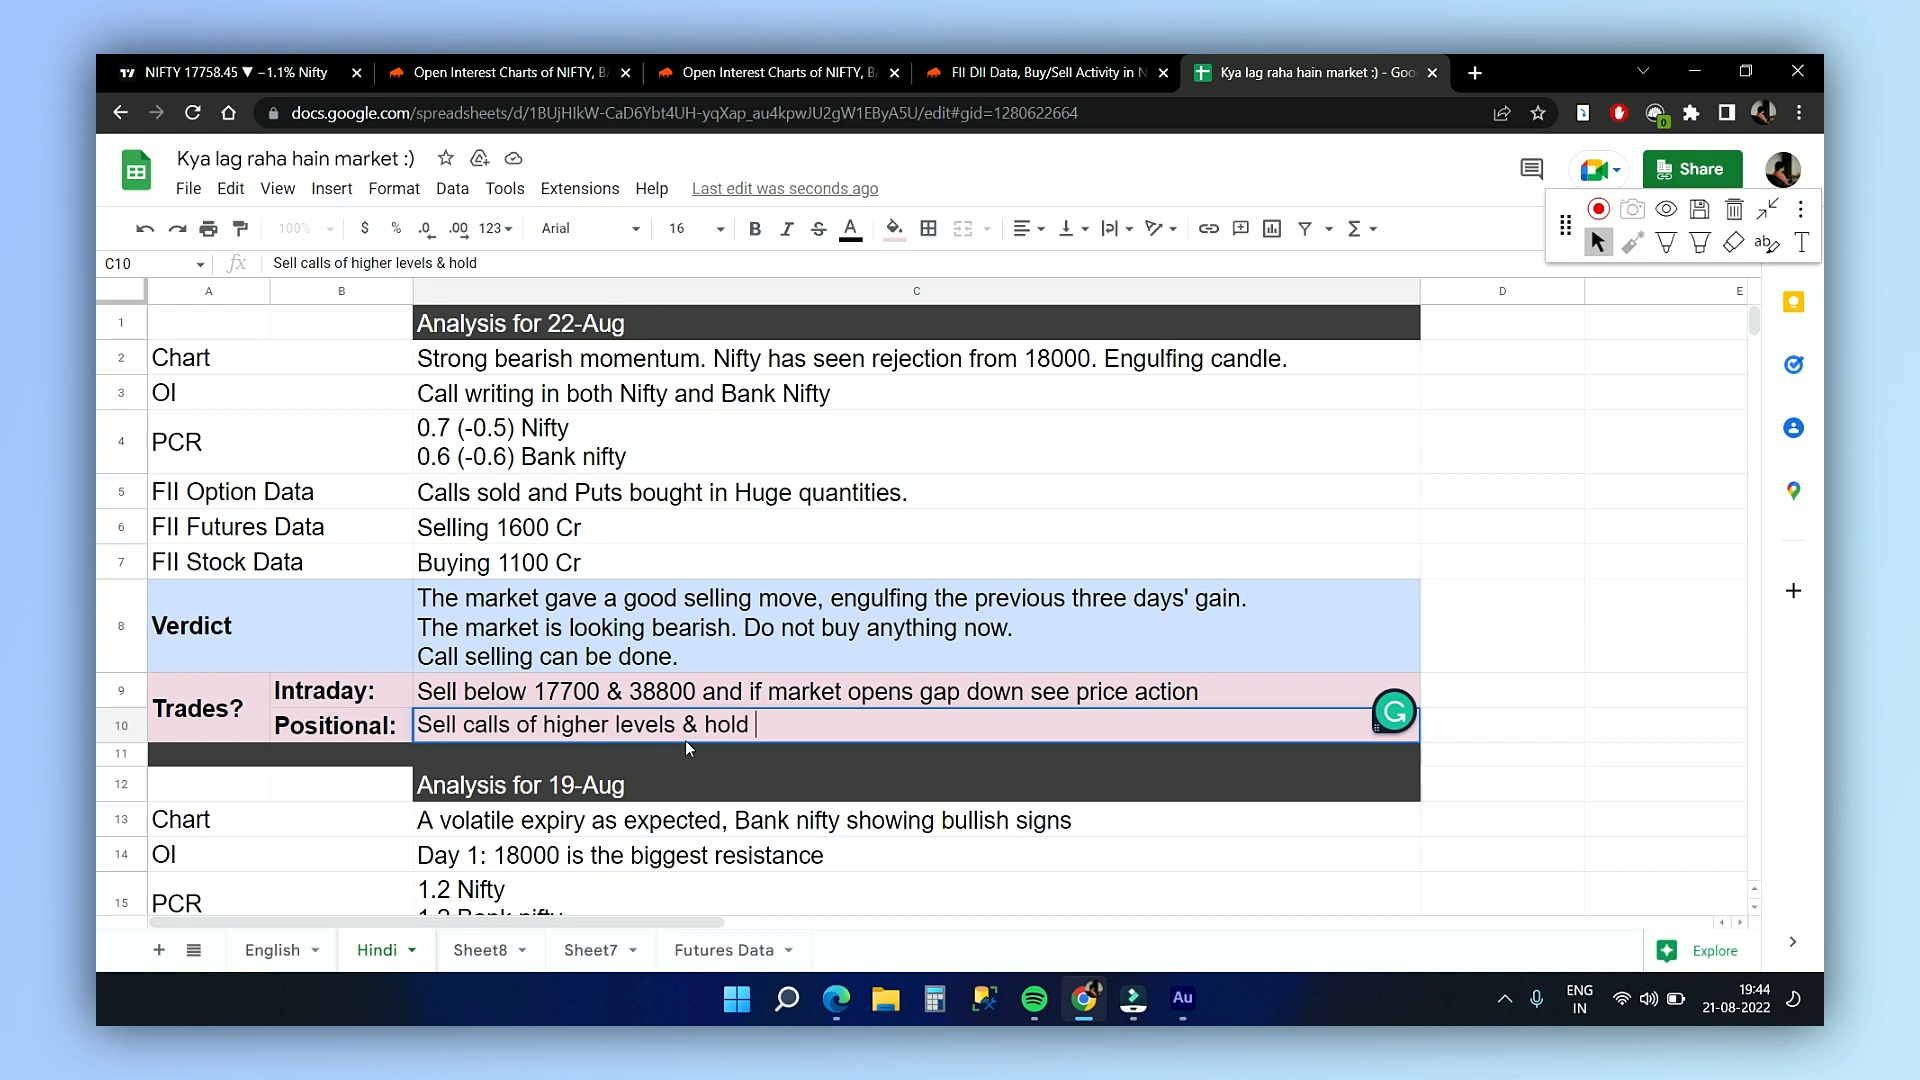 NIFTY 17758.45 ▼ −1.1% Nifty
Open Interest Charts of NIFTY, B
Open Interest Charts of NIFTY, B
FII DII Data, Buy/Sell Activity in N
Kya lag raha hain market :) - Goo
docs.google.com/spreadsheets/d/1BUjHIkW-CaD6Ybt4UH-yqXap_au4kpwJU2gW1EByA5U/edit#gid=1280622664
0
Kya lag raha hain market :)
Share
File Edit View Insert Format Data Tools Extensions Help Last edit was seconds ago
100% $ % .0 .00 123 Arial 16 B I S A
C10 fx Sell calls of higher levels & hold
A B C D E
1 Analysis for 22-Aug
2 Chart Strong bearish momentum. Nifty has seen rejection from 18000. Engulfing candle.
3 OI Call writing in both Nifty and Bank Nifty
4 PCR 0.7 (-0.5) Nifty
0.6 (-0.6) Bank nifty
5 FII Option Data Calls sold and Puts bought in Huge quantities.
6 FII Futures Data Selling 1600 Cr
7 FII Stock Data Buying 1100 Cr
8 Verdict The market gave a good selling move, engulfing the previous three days' gain.
The market is looking bearish. Do not buy anything now.
Call selling can be done.
Trades?
9 Intraday: Sell below 17700 & 38800 and if market opens gap down see price action
10 Positional: Sell calls of higher levels & hold
11
12 Analysis for 19-Aug
13 Chart A volatile expiry as expected, Bank nifty showing bullish signs
14 OI Day 1: 18000 is the biggest resistance
15 PCR 1.2 Nifty
1.2 Bank nifty
English Hindi Sheet8 Sheet7 Futures Data Explore
Au
ENG
IN
19:44
21-08-2022